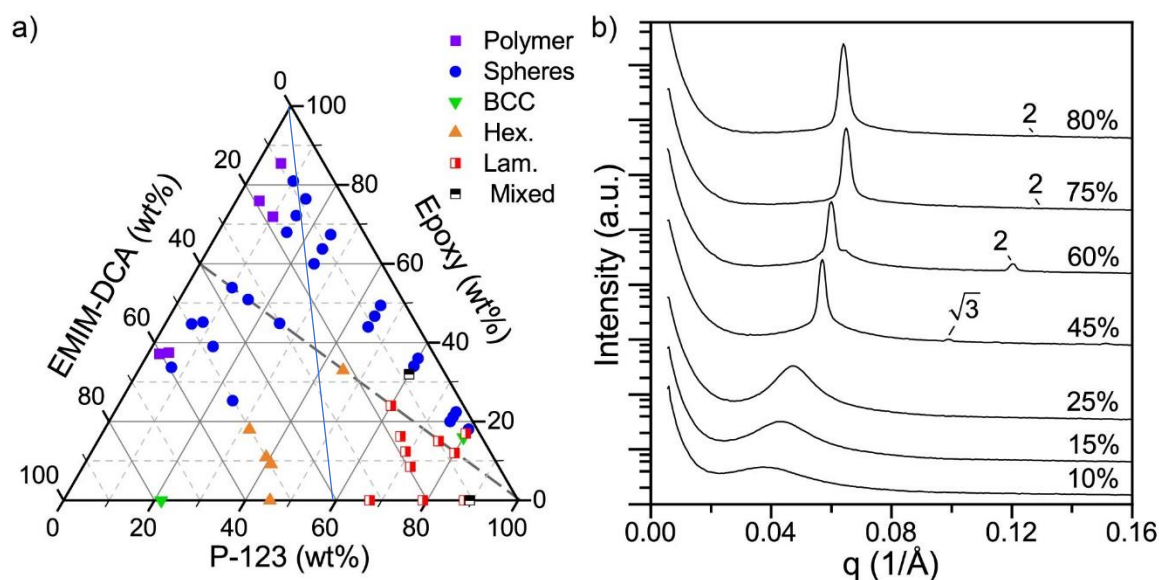 a)
Polymer
Spheres
BCC
Hex.
Lam.
Mixed
0
100
20
80
40
60
60
40
80
20
100
0
0
20
40
60
80
100
EMIM-DCA (wt%)
Epoxy (wt%)
P-123 (wt%)
b)
2
80%
2
75%
2
60%
√3
45%
25%
15%
10%
Intensity (a.u.)
0.00
0.04
0.08
0.12
0.16
q (1/Å)